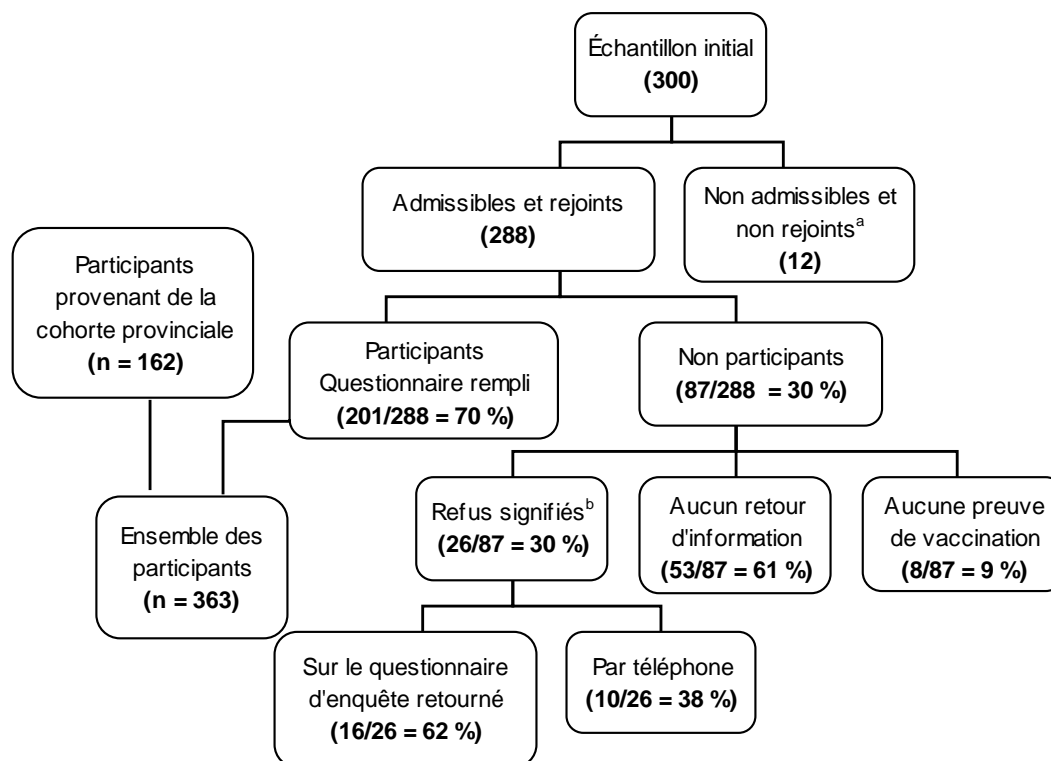 Échantillon initial
(300)
Admissibles et rejoints
(288)
Non admissibles et
non rejointsᵃ
(12)
Participants
provenant de la
cohorte provinciale
(n = 162)
Participants
Questionnaire rempli
(201/288 = 70 %)
Non participants
(87/288 = 30 %)
Ensemble des
participants
(n = 363)
Refus signifiésᵇ
(26/87 = 30 %)
Aucun retour
d'information
(53/87 = 61 %)
Aucune preuve
de vaccination
(8/87 = 9 %)
Sur le questionnaire
d'enquête retourné
(16/26 = 62 %)
Par téléphone
(10/26 = 38 %)